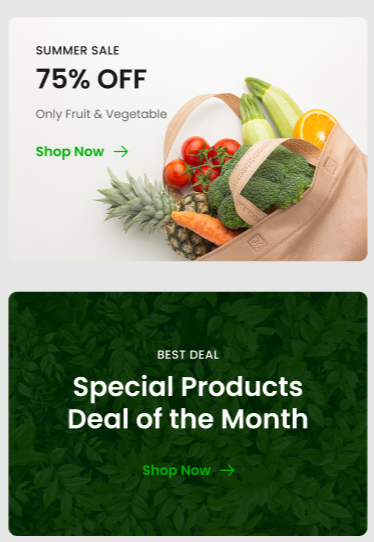 SUMMER SALE
75% OFF
Only Fruit & Vegetable
Shop Now
BEST DEAL
Special Products
Deal of the Month
Shop Now